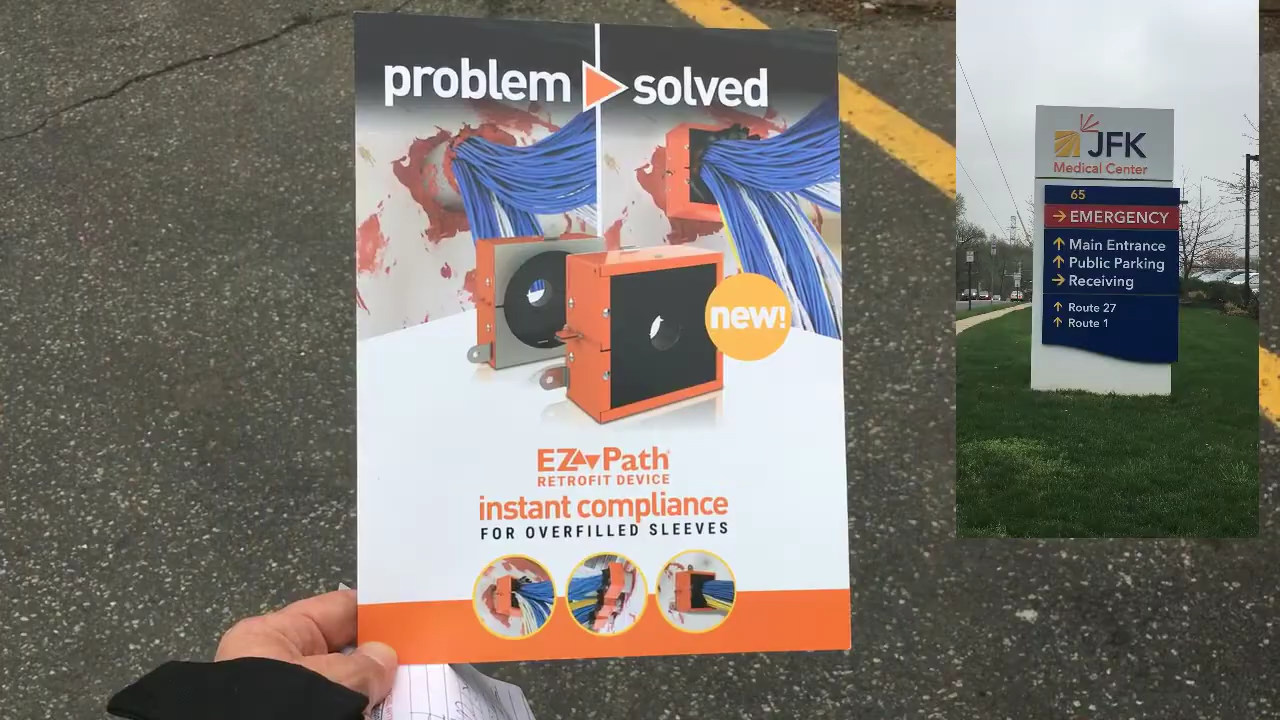 problem solved
new!
EZ Path
RETROFIT DEVICE
instant compliance
FOR OVERFILLED SLEEVES
JFK
Medical Center
65
→ EMERGENCY
↑ Main Entrance
↑ Public Parking
→ Receiving
↑ Route 27
↑ Route 1